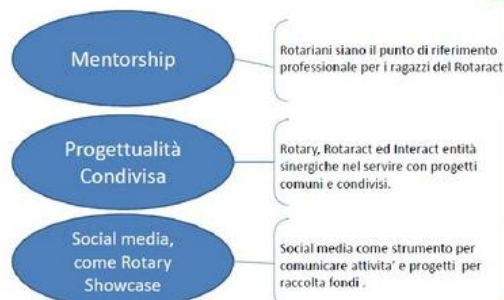 Mentorship
Rotariani siano il punto di riferimento
professionale per i ragazzi del Rotaract
Progettualità
Condivisa
Rotary, Rotaract ed Interact entità
sinergiche nel servire con progetti
comuni e condivisi.
Social media,
come Rotary
Showcase
Social media come strumento per
comunicare attivita' e progetti per
raccolta fondi .